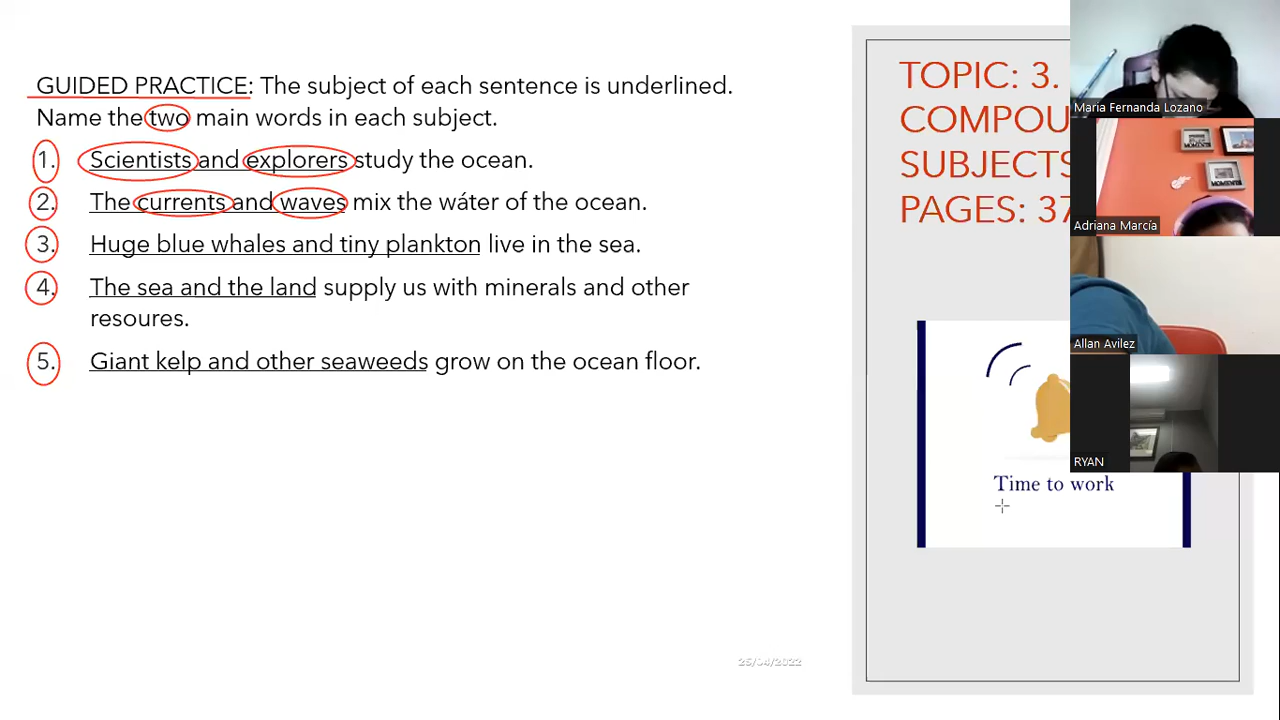 GUIDED PRACTICE: The subject of each sentence is underlined.
Name the two main words in each subject.
1. Scientists and explorers study the ocean.
2. The currents and waves mix the wáter of the ocean.
3. Huge blue whales and tiny plankton live in the sea.
4. The sea and the land supply us with minerals and other
resoures.
5. Giant kelp and other seaweeds grow on the ocean floor.
25/04/2022
TOPIC: 3.
COMPOU
SUBJECTS
PAGES: 37
Time to work
Maria Fernanda Lozano
Adriana Marcía
Allan Avilez
RYAN